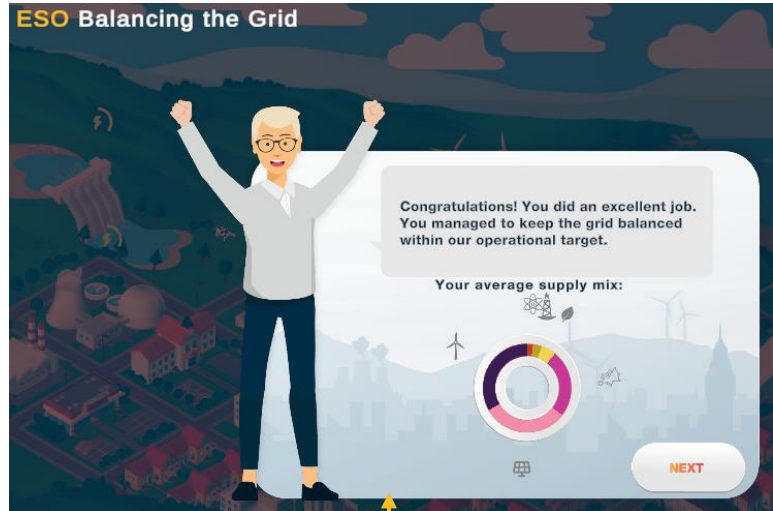 ESO Balancing the Grid
Congratulations! You did an excellent job.
You managed to keep the grid balanced
within our operational target.
Your average supply mix:
NEXT